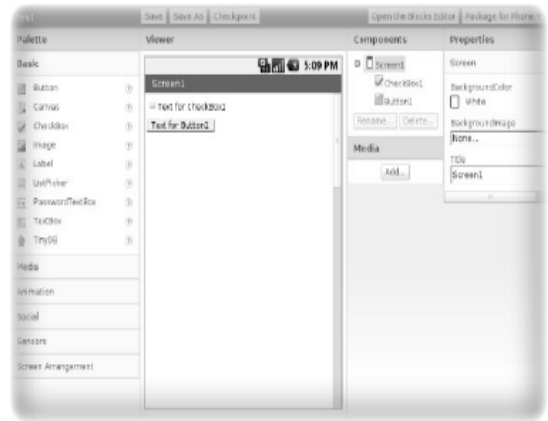 Test
Save Save As Checkpoint
Open the Blocks Editor Package for Phone
Palette
Basic
Button
Canvas
CheckBox
Image
Label
ListPicker
PasswordTextBox
TextBox
TinyDB
Media
Animation
Social
Sensors
Screen Arrangement
Viewer
5:09 PM
Screen1
Text for CheckBox1
Text for Button1
Components
Screen1
CheckBox1
Button1
Rename... Delete...
Media
Add...
Properties
Screen
BackgroundColor
White
BackgroundImage
None...
Title
Screen1